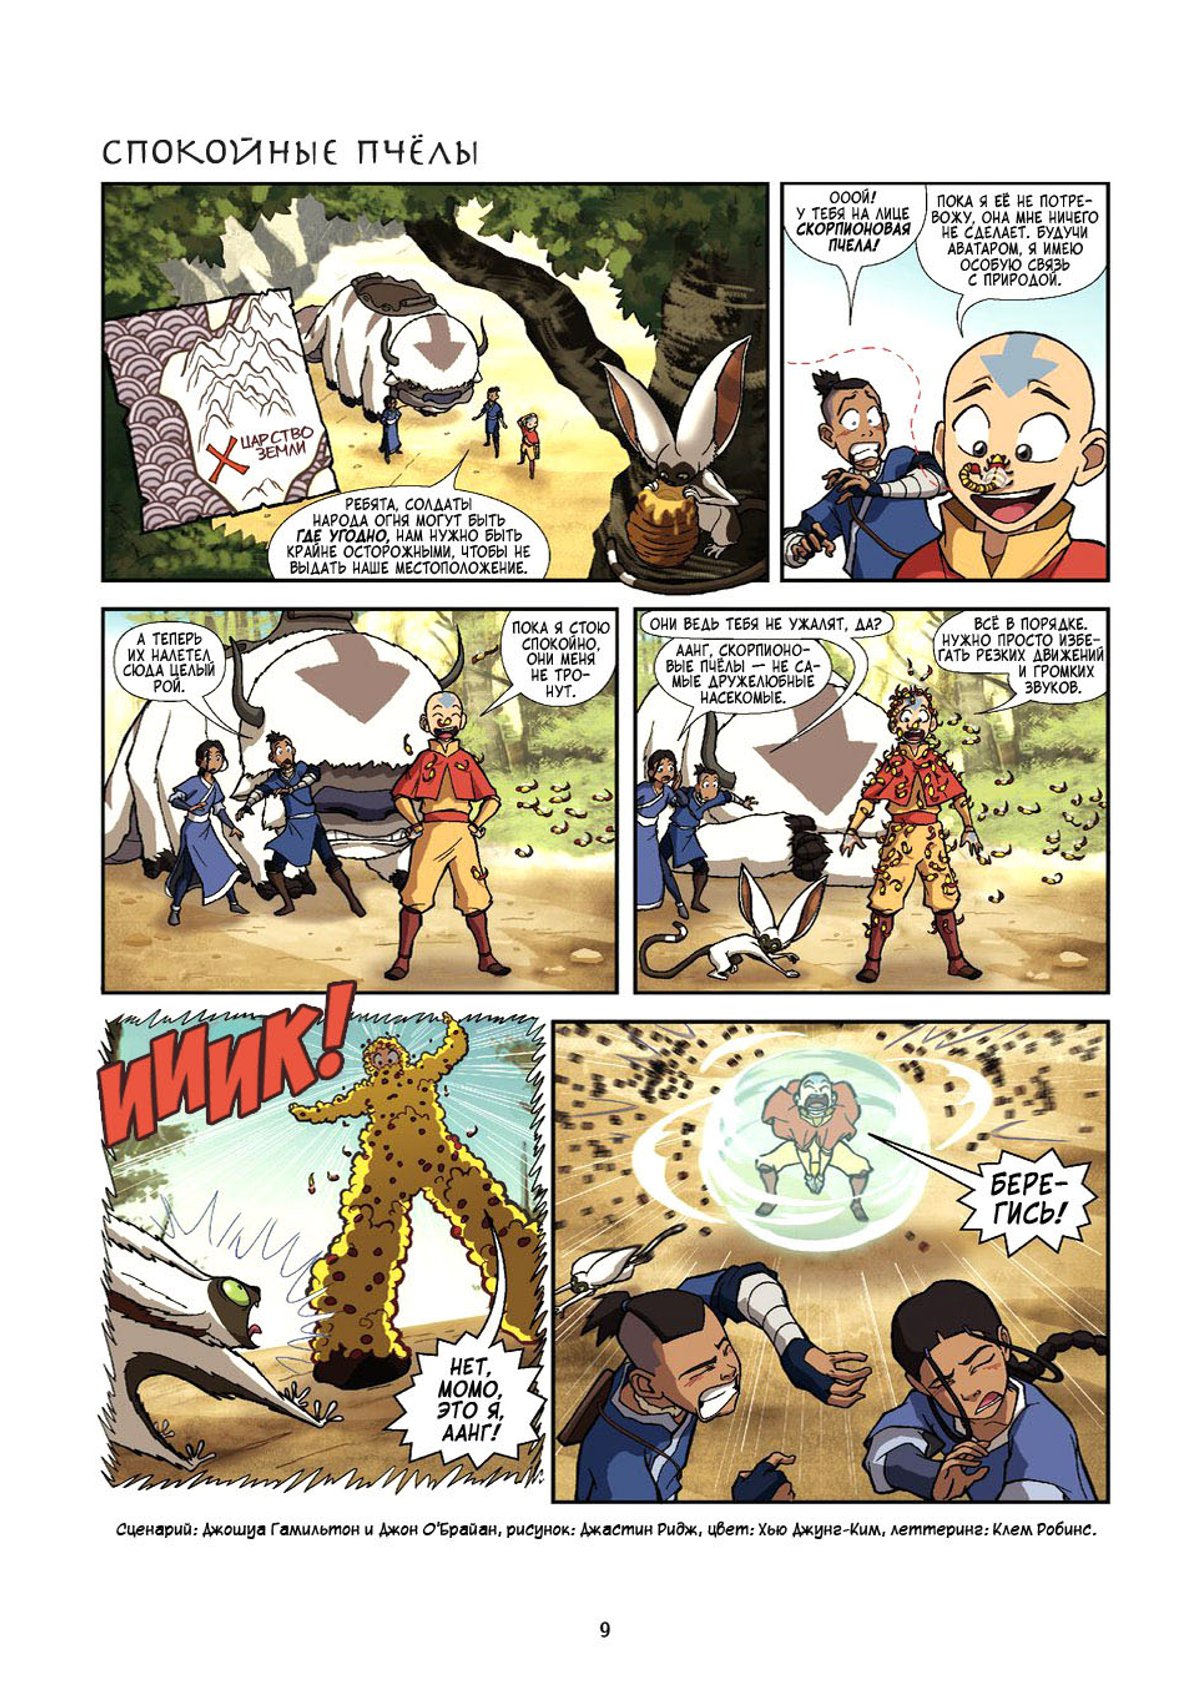 СПОКОЙНЫЕ ПЧЁЛЫ
ЦАРСТВО
ЗЕМЛИ
РЕБЯТА, СОЛДАТЫ
НАРОДА ОГНЯ МОГУТ БЫТЬ
ГДЕ УГОДНО, НАМ НУЖНО БЫТЬ
КРАЙНЕ ОСТОРОЖНЫМИ, ЧТОБЫ НЕ
ВЫДАТЬ НАШЕ МЕСТОПОЛОЖЕНИЕ.
ОООЙ!
У ТЕБЯ НА ЛИЦЕ
СКОРПИОНОВАЯ
ПЧЕЛА!
ПОКА Я ЕЁ НЕ ПОТРЕ-
ВОЖУ, ОНА МНЕ НИЧЕГО
НЕ СДЕЛАЕТ. БУДУЧИ
АВАТАРОМ, Я ИМЕЮ
ОСОБУЮ СВЯЗЬ
С ПРИРОДОЙ.
А ТЕПЕРЬ
ИХ НАЛЕТЕЛ
СЮДА ЦЕЛЫЙ
РОЙ.
ПОКА Я СТОЮ
СПОКОЙНО,
ОНИ МЕНЯ
НЕ ТРО-
НУТ.
ОНИ ВЕДЬ ТЕБЯ НЕ УЖАЛЯТ, ДА?
ААНГ, СКОРПИОНО-
ВЫЕ ПЧЁЛЫ — НЕ СА-
МЫЕ ДРУЖЕЛЮБНЫЕ
НАСЕКОМЫЕ.
ВСЁ В ПОРЯДКЕ.
НУЖНО ПРОСТО ИЗБЕ-
ГАТЬ РЕЗКИХ ДВИЖЕНИЙ
И ГРОМКИХ
ЗВУКОВ.
ИИИК!
НЕТ,
МОМО,
ЭТО Я,
ААНГ!
БЕРЕ-
ГИСЬ!
Сценарий: Джошуа Гамильтон и Джон О'Брайан, рисунок: Джастин Ридж, цвет: Хью Джунг-Ким, леттеринг: Клем Робинс.
9